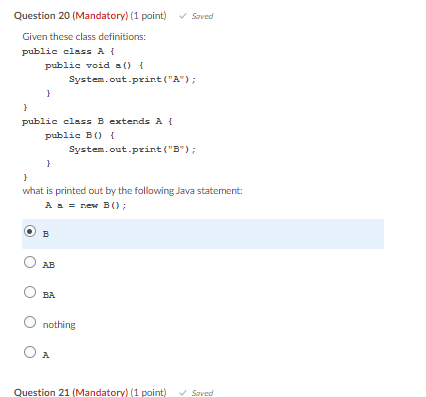 Question 20 (Mandatory) (1 point) ✓ Saved
Given these class definitions:
public class A {
public void a() {
System.out.print("A");
}
}
public class B extends A {
public B() {
System.out.print("B");
}
}
what is printed out by the following Java statement:
A a = new B();
B
AB
BA
nothing
A
Question 21 (Mandatory) (1 point) ✓ Saved